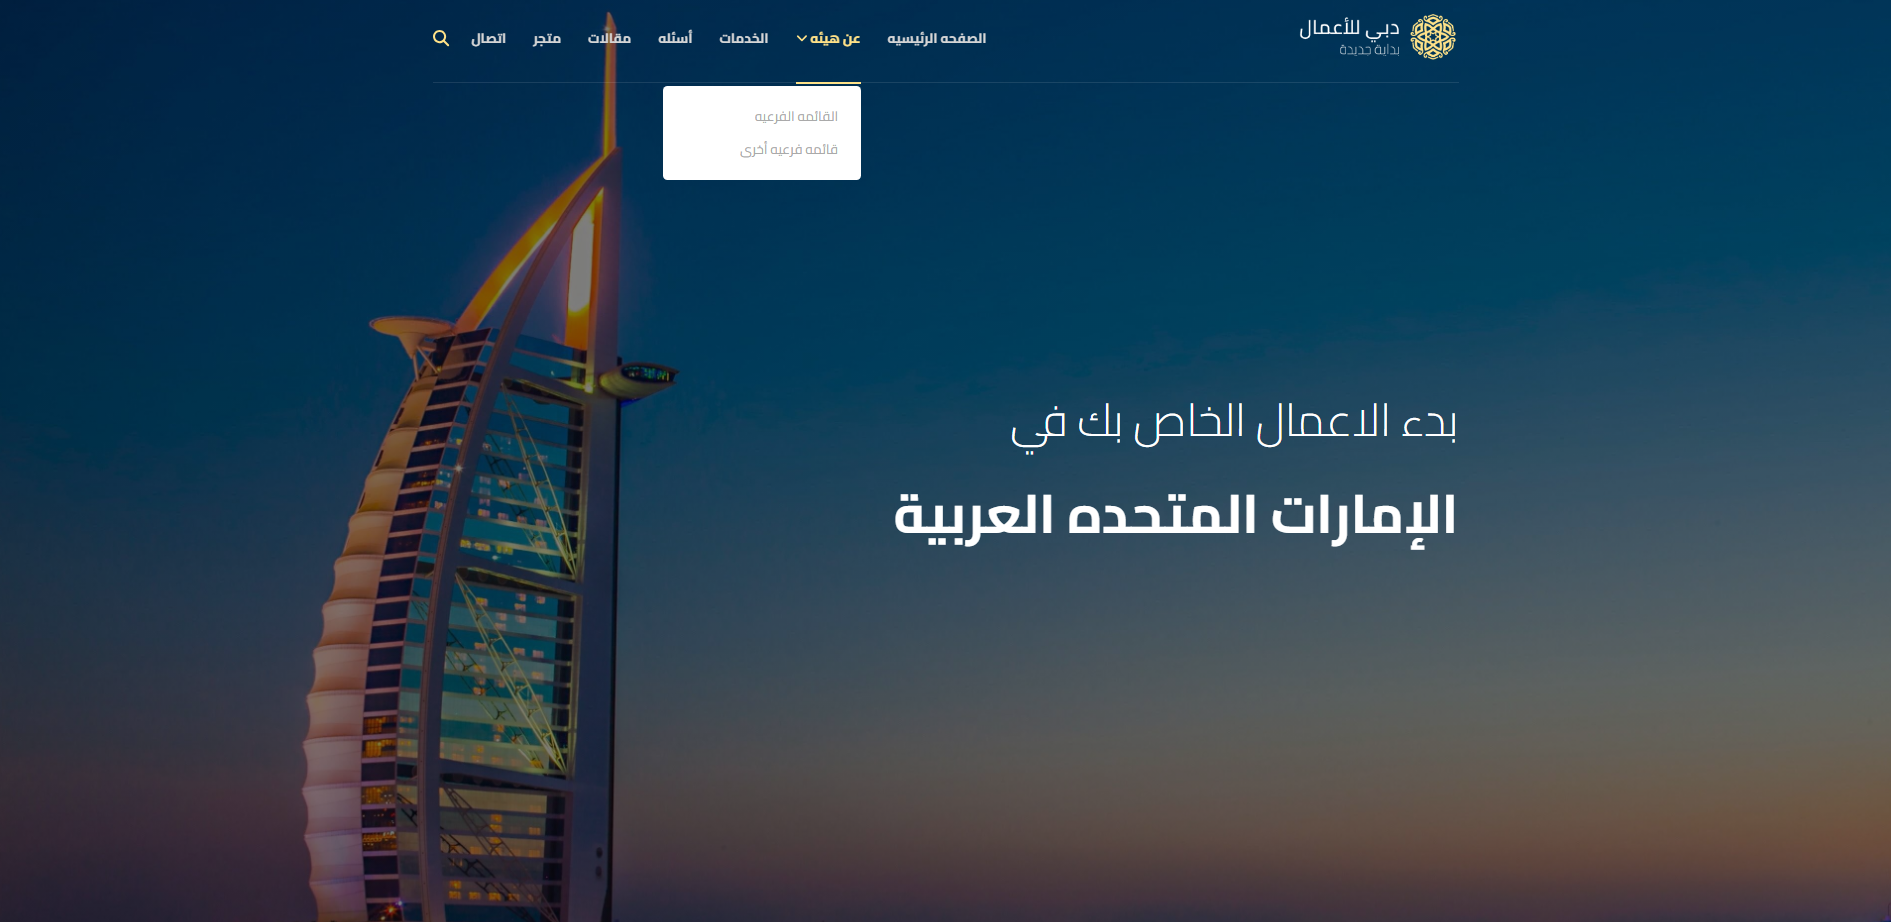 دبي للأعمال
بداية جديدة
الصفحه الرئيسيه
عن هيئه
الخدمات
أسئله
مقالات
متجر
اتصال
القائمه الفرعيه
قائمه فرعيه أخرى
بدء الاعمال الخاص بك في
الإمارات المتحده العربية